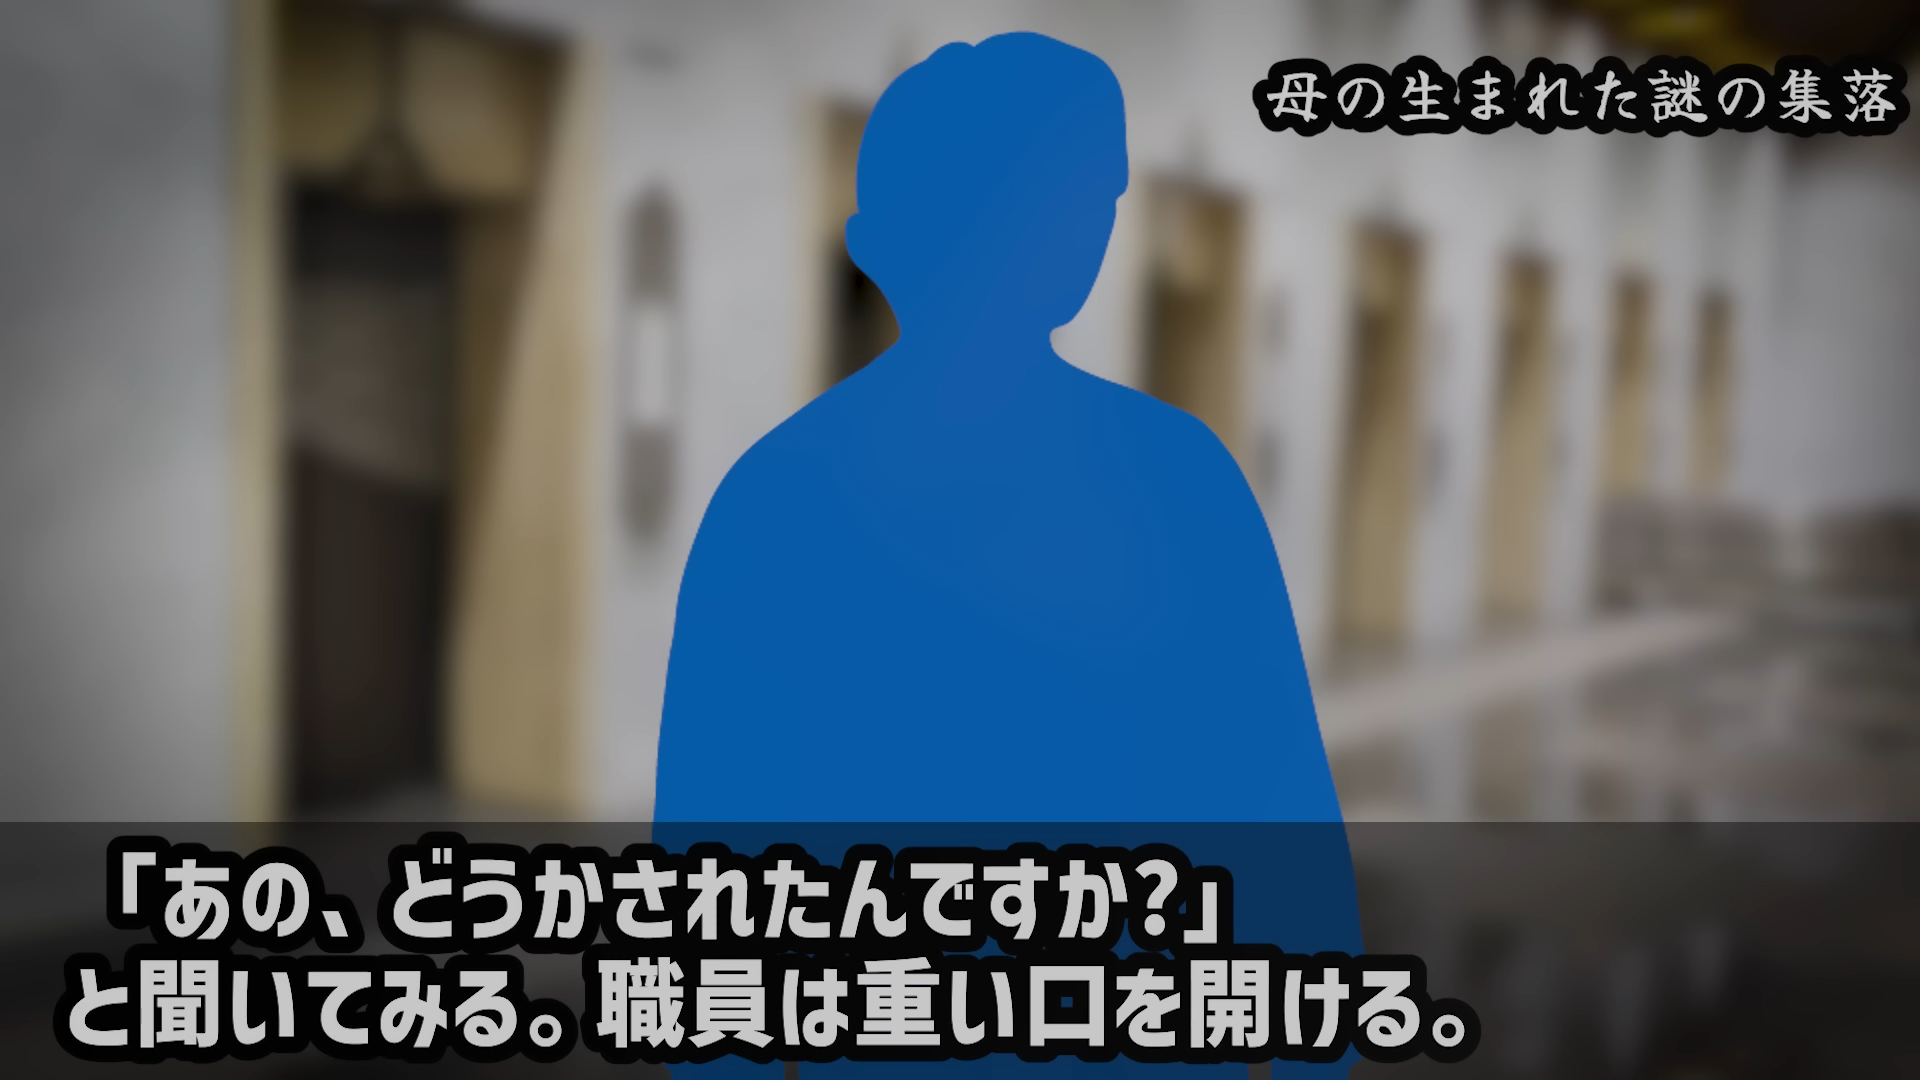 母の生まれた謎の集落
「あの、どうかされたんですか?」
と聞いてみる。職員は重い口を開ける。